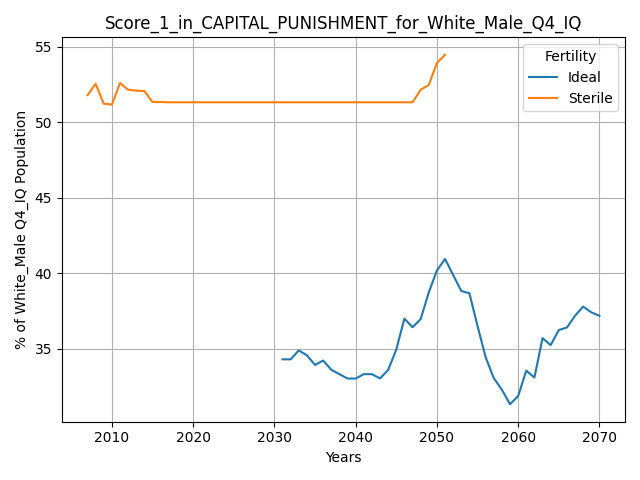 Score_1_in_CAPITAL_PUNISHMENT_for_White_Male_Q4_IQ
Fertility
Ideal
Sterile
% of White_Male Q4_IQ Population
55
50
45
40
35
2010 2020 2030 2040 2050 2060 2070
Years